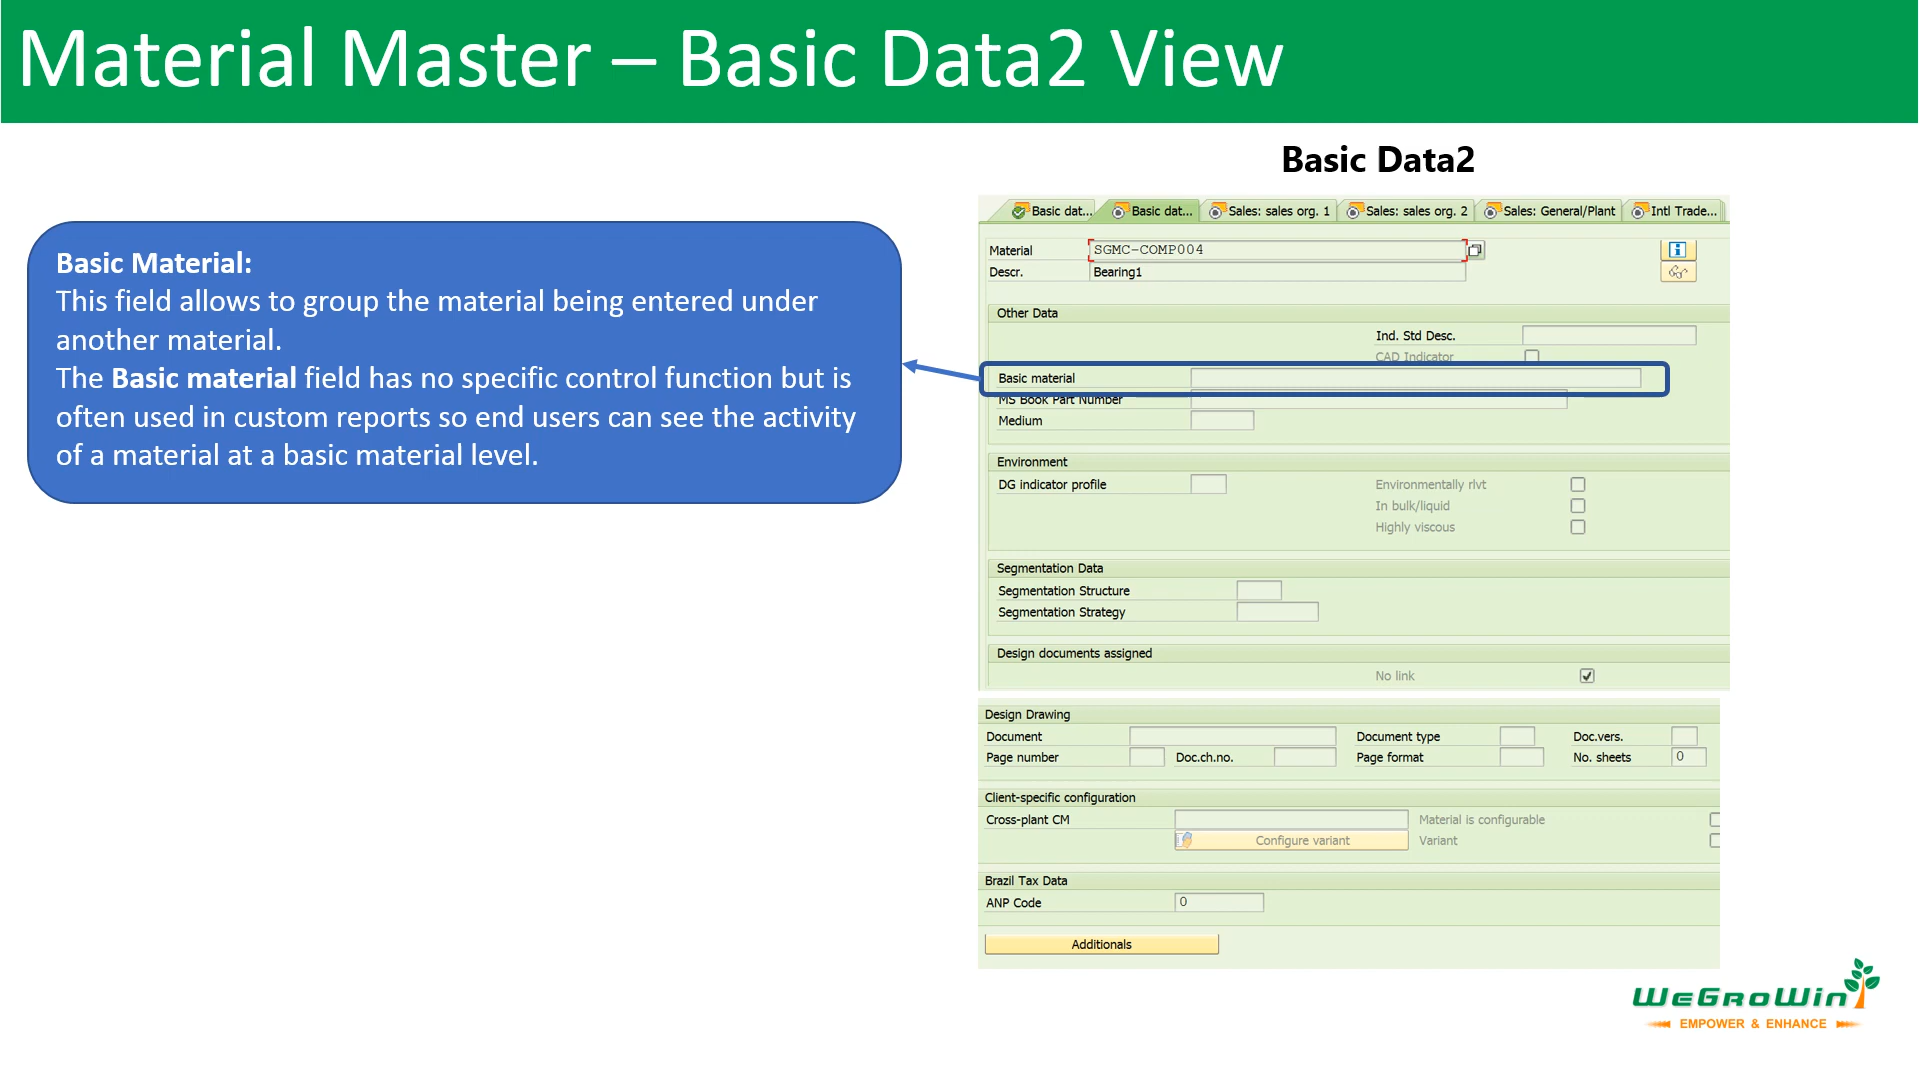 Material Master – Basic Data2 View
Basic Data2
Basic Material:
This field allows to group the material being entered under
another material.
The Basic material field has no specific control function but is
often used in custom reports so end users can see the activity
of a material at a basic material level.
Basic dat... Basic dat... Sales: sales org. 1 Sales: sales org. 2 Sales: General/Plant Intl Trade...
Material SGMC-COMP004
Descr. Bearing1
Other Data
Ind. Std Desc.
CAD Indicator
Basic material
MS Book Part Number
Medium
Environment
DG indicator profile Environmentally rlvt
In bulk/liquid
Highly viscous
Segmentation Data
Segmentation Structure
Segmentation Strategy
Design documents assigned
No link
Design Drawing
Document Document type Doc.vers.
Page number Doc.ch.no. Page format No. sheets 0
Client-specific configuration
Cross-plant CM Material is configurable
Configure variant Variant
Brazil Tax Data
ANP Code 0
Additionals
WeGroWin
EMPOWER & ENHANCE